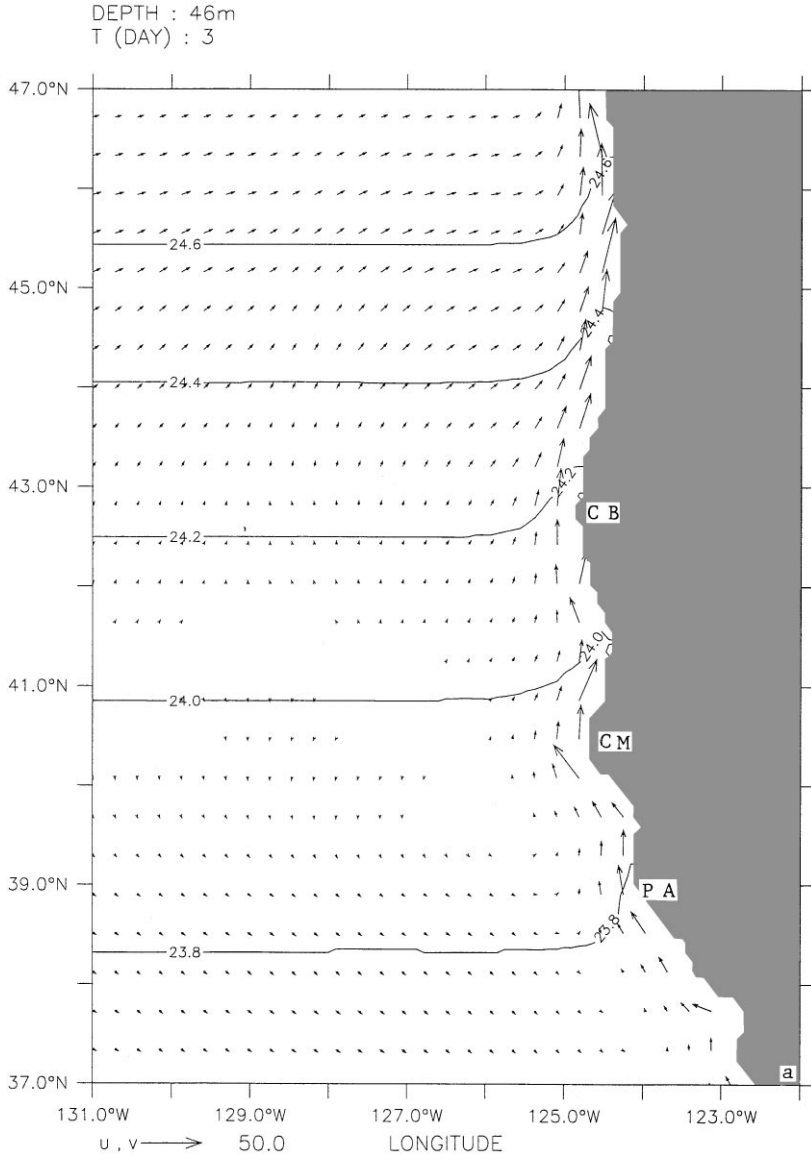 DEPTH : 46m
T (DAY) : 3
47.0°N
24.6
24.6
45.0°N
24.4
24.4
43.0°N
24.2
C B
24.2
24.0
41.0°N
24.0
C M
39.0°N
P A
23.8
23.8
37.0°N
a
131.0°W 129.0°W 127.0°W 125.0°W 123.0°W
u , v 50.0 LONGITUDE